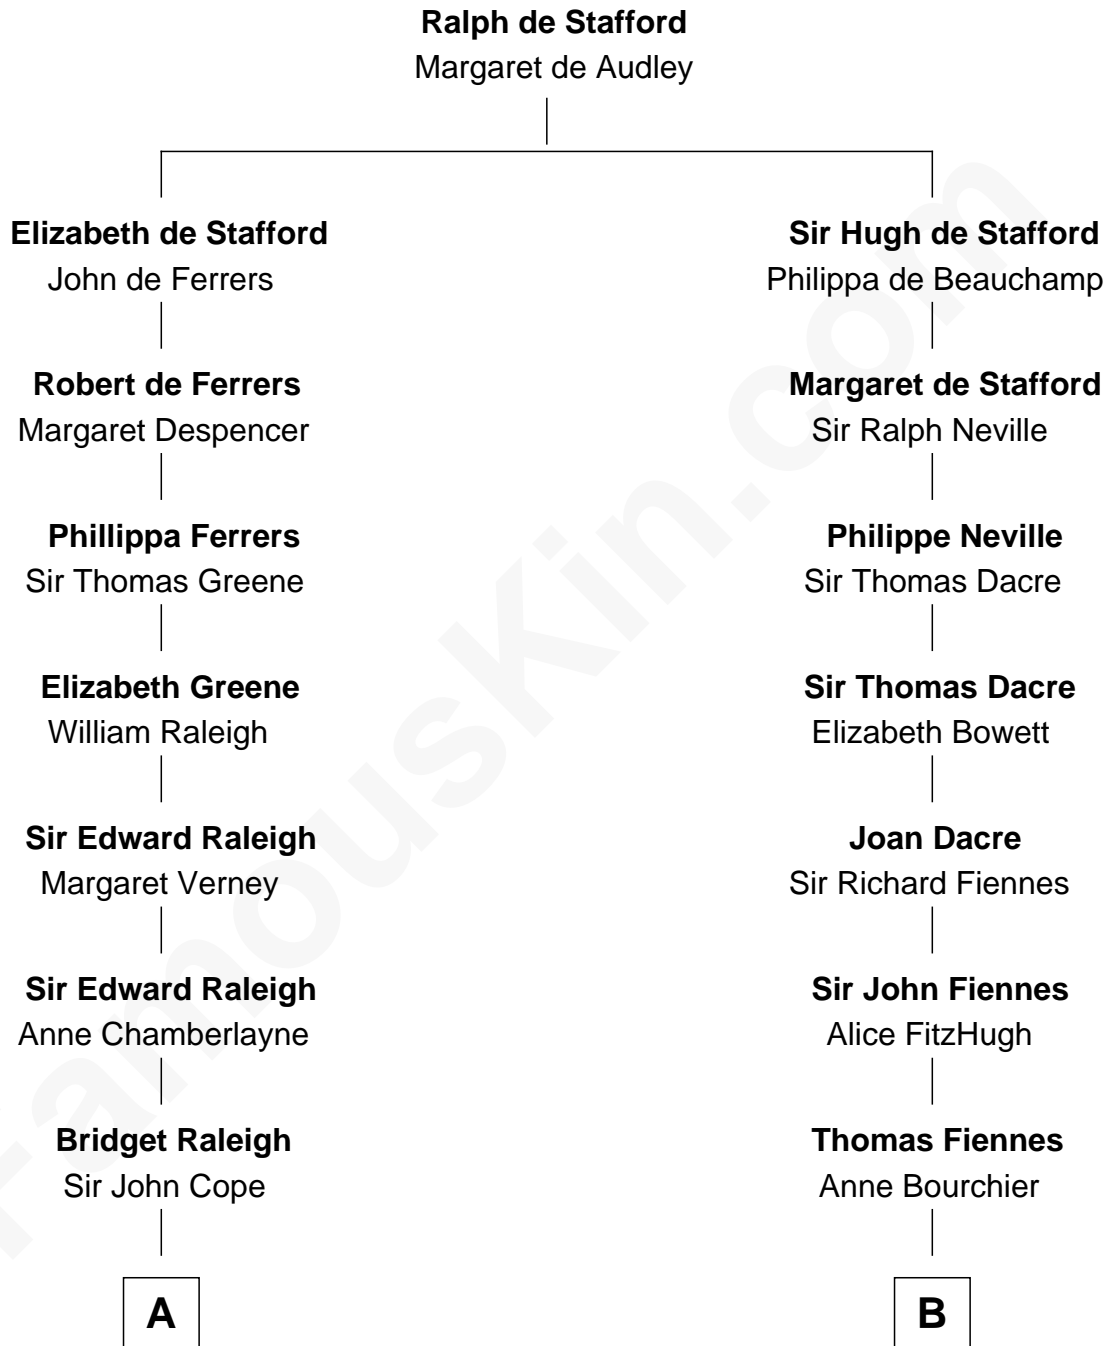 Ralph de Stafford
Margaret de Audley
Elizabeth de Stafford
John de Ferrers
Sir Hugh de Stafford
Philippa de Beauchamp
Robert de Ferrers
Margaret Despencer
Margaret de Stafford
Sir Ralph Neville
Phillippa Ferrers
Sir Thomas Greene
Philippe Neville
Sir Thomas Dacre
Elizabeth Greene
William Raleigh
Sir Thomas Dacre
Elizabeth Bowett
Sir Edward Raleigh
Margaret Verney
Joan Dacre
Sir Richard Fiennes
Sir Edward Raleigh
Anne Chamberlayne
Sir John Fiennes
Alice FitzHugh
Bridget Raleigh
Sir John Cope
Thomas Fiennes
Anne Bourchier
A
B
FamousKin.com